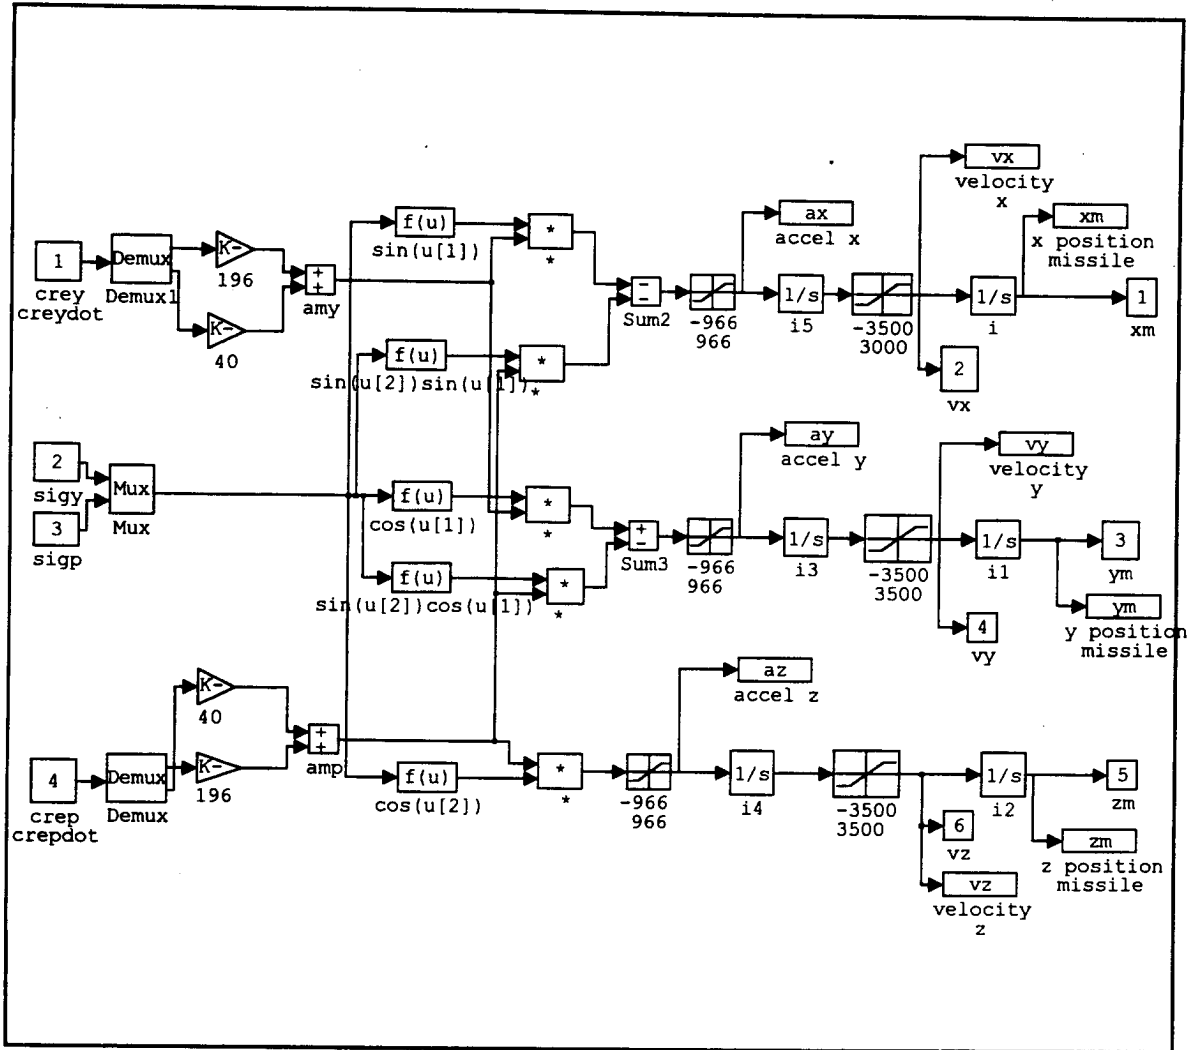 vx
velocity
x
ax
accel x
xm
x position
missile
f(u)
sin(u[1])
*
*
1
crey
creydot
Demux
Demux1
K-
196
K-
40
+
+
amy
-
-
Sum2
-966
966
1/s
i5
-3500
3000
1/s
i
1
xm
2
vx
f(u)
sin(u[2])sin(u[1])
*
*
ay
accel y
vy
velocity
y
2
sigy
3
sigp
Mux
Mux
f(u)
cos(u[1])
*
*
+
-
Sum3
-966
966
1/s
i3
-3500
3500
1/s
i1
3
ym
ym
y position
missile
4
vy
f(u)
sin(u[2])cos(u[1])
*
*
az
accel z
K-
40
K-
196
+
+
amp
4
crep
crepdot
Demux
Demux
f(u)
cos(u[2])
*
*
-966
966
1/s
i4
-3500
3500
1/s
i2
5
zm
6
vz
zm
z position
missile
vz
velocity
z